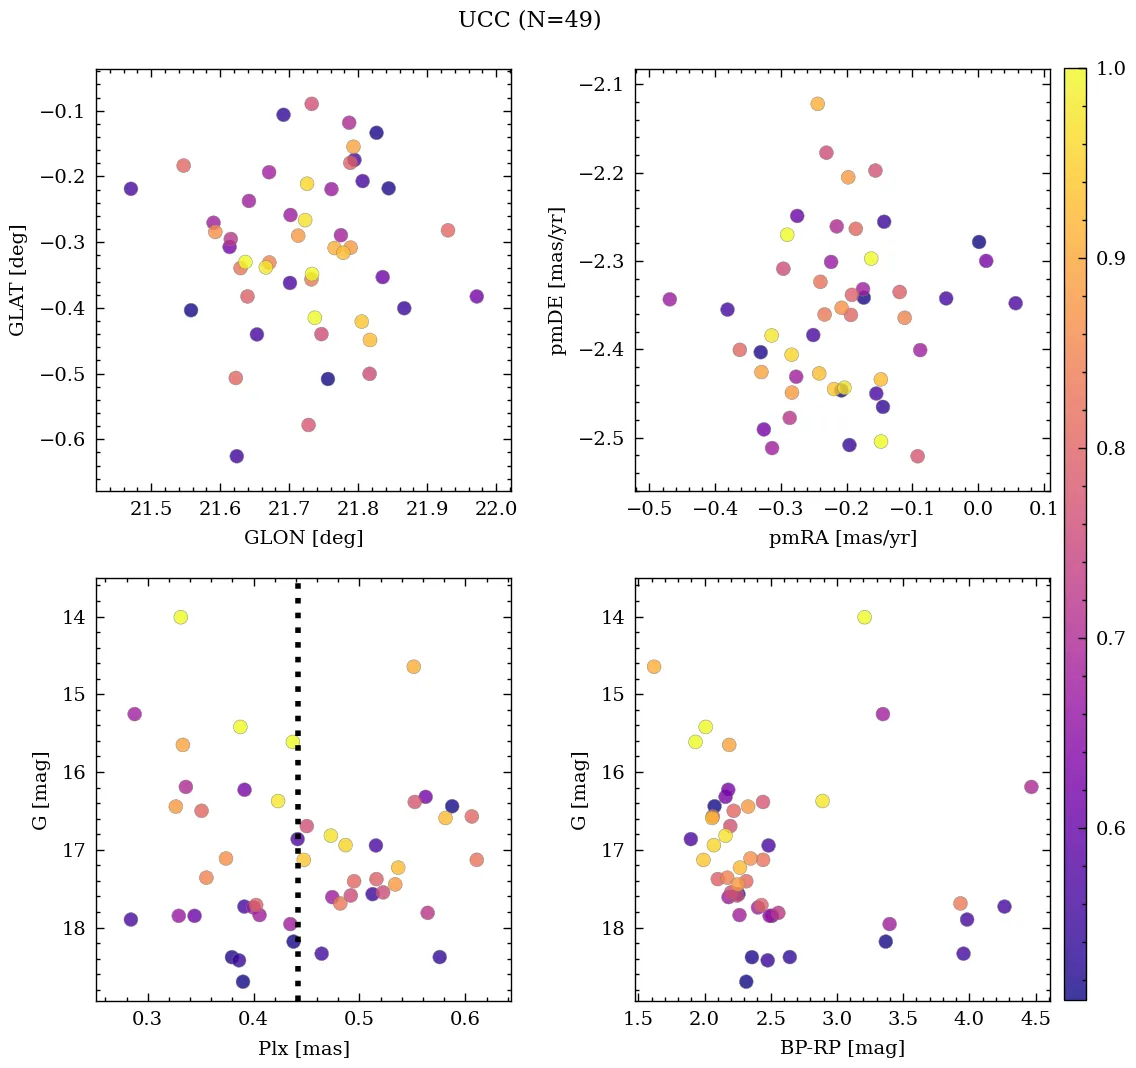 UCC (N=49)
−0.1
−0.2
−0.3
−0.4
−0.5
−0.6
GLAT [deg]
21.5 21.6 21.7 21.8 21.9 22.0
GLON [deg]
−2.1
−2.2
−2.3
−2.4
−2.5
pmDE [mas/yr]
−0.5 −0.4 −0.3 −0.2 −0.1 0.0 0.1
pmRA [mas/yr]
14
15
16
17
18
G [mag]
0.3 0.4 0.5 0.6
Plx [mas]
14
15
16
17
18
G [mag]
1.5 2.0 2.5 3.0 3.5 4.0 4.5
BP-RP [mag]
1.0
0.9
0.8
0.7
0.6